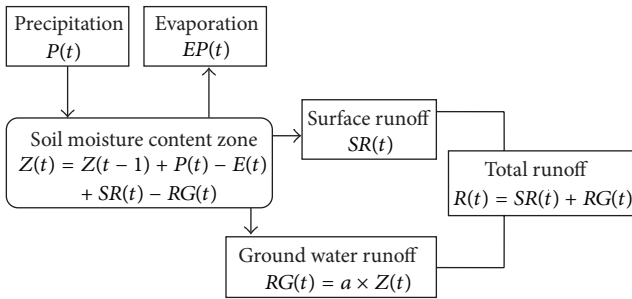 Precipitation
P(t)
Evaporation
EP(t)
Soil moisture content zone
Z(t) = Z(t − 1) + P(t) − E(t)
+ SR(t) − RG(t)
Surface runoff
SR(t)
Total runoff
R(t) = SR(t) + RG(t)
Ground water runoff
RG(t) = a × Z(t)